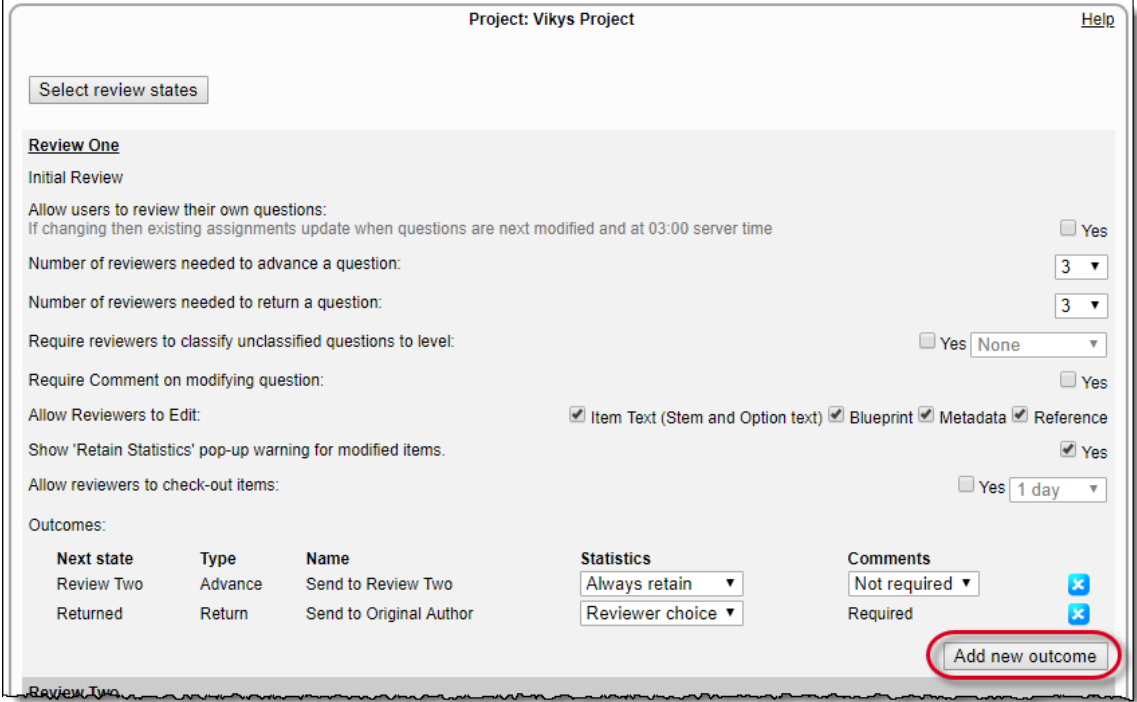 Project: Vikys Project Help
Select review states
Review One
Initial Review
Allow users to review their own questions:
If changing then existing assignments update when questions are next modified and at 03:00 server time Yes
Number of reviewers needed to advance a question: 3
Number of reviewers needed to return a question: 3
Require reviewers to classify unclassified questions to level: Yes None
Require Comment on modifying question: Yes
Allow Reviewers to Edit: Item Text (Stem and Option text) Blueprint Metadata Reference
Show 'Retain Statistics' pop-up warning for modified items. Yes
Allow reviewers to check-out items: Yes 1 day
Outcomes:
Next state Type Name Statistics Comments
Review Two Advance Send to Review Two Always retain Not required
Returned Return Send to Original Author Reviewer choice Required
Add new outcome
Review Two